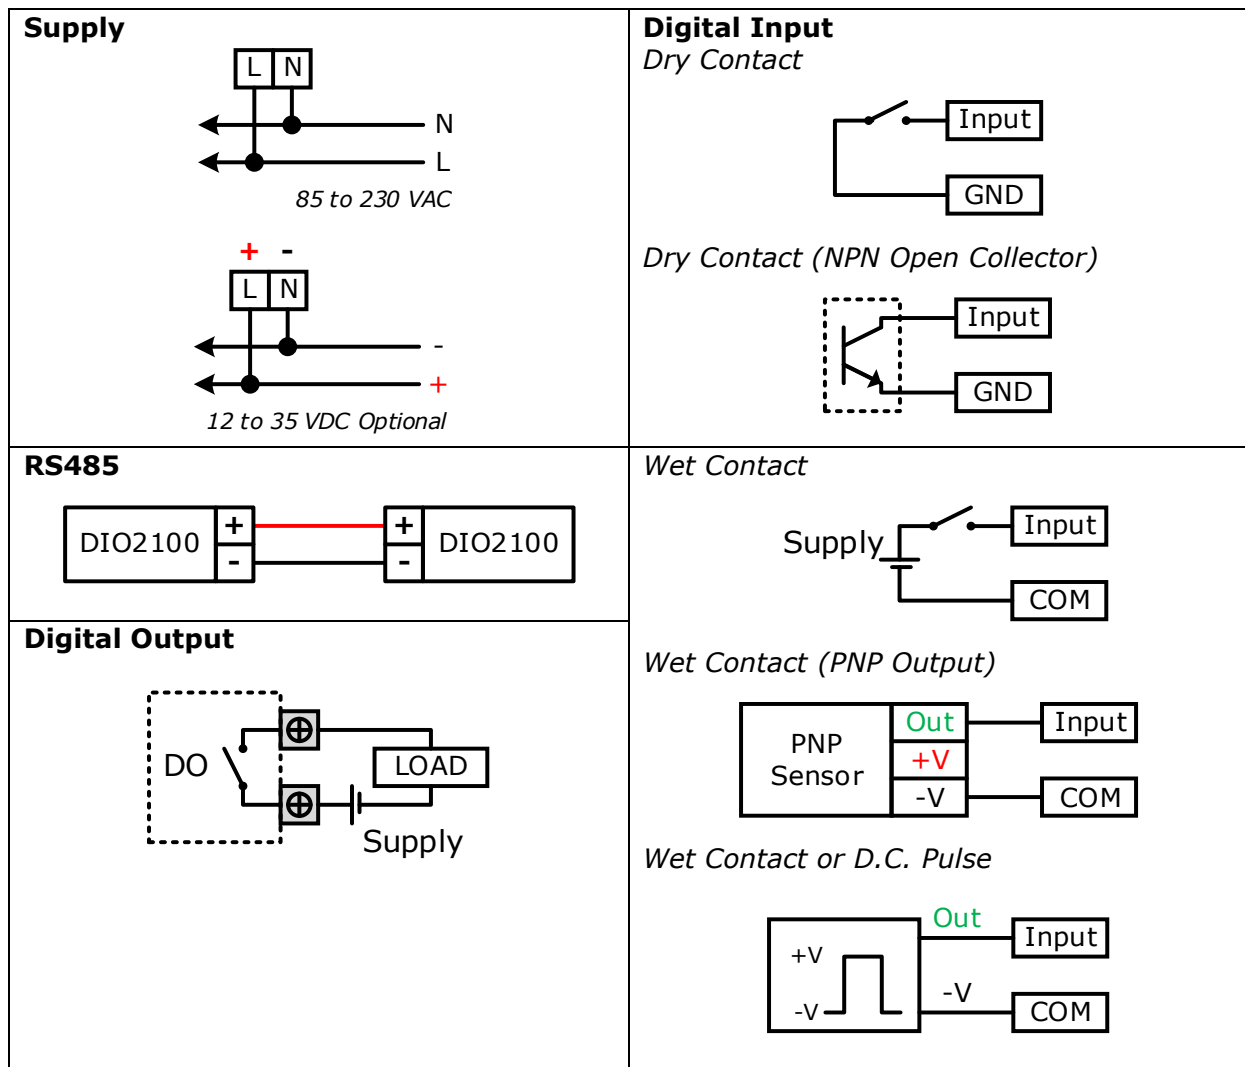 Supply
L N
N
L
85 to 230 VAC
+ -
L N
-
+
12 to 35 VDC Optional
RS485
DIO2100 + + DIO2100
- -
Digital Output
DO
LOAD
Supply
Digital Input
Dry Contact
Input
GND
Dry Contact (NPN Open Collector)
Input
GND
Wet Contact
Supply
Input
COM
Wet Contact (PNP Output)
PNP
Sensor
Out
+V
-V
Input
COM
Wet Contact or D.C. Pulse
Out
Input
+V
-V
-V
COM